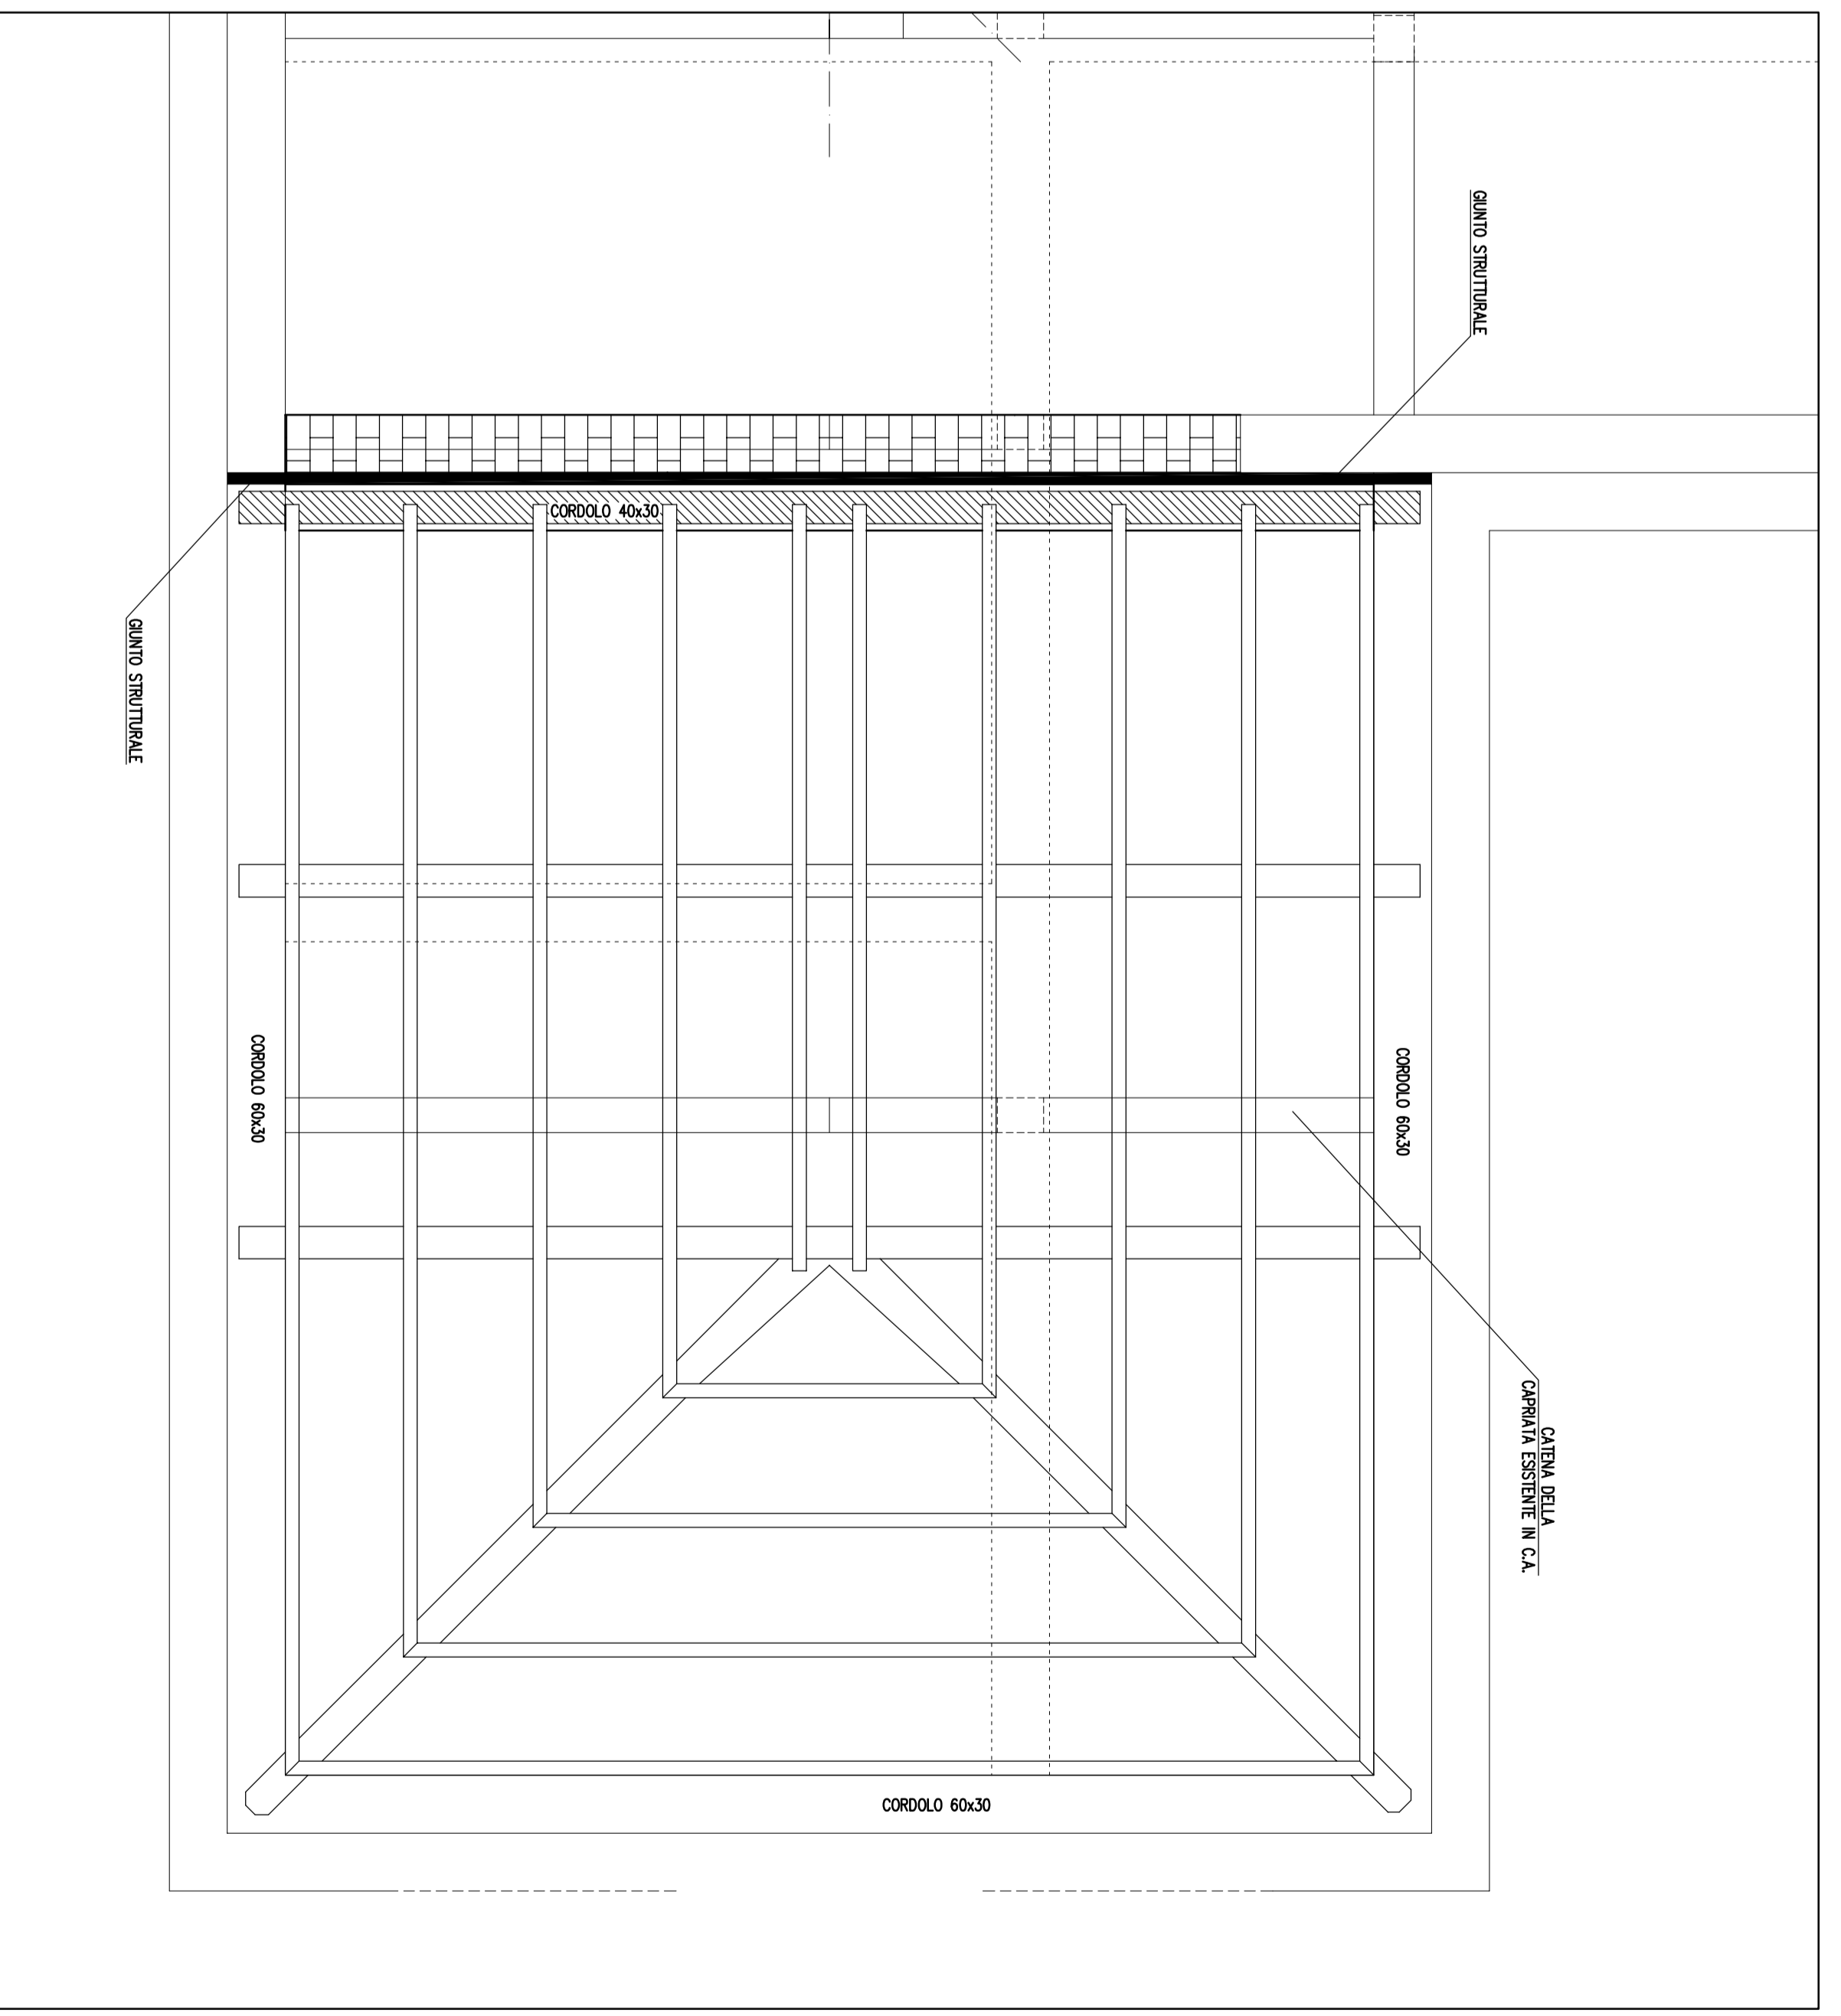 GIUNTO STRUTTURALE
CORDOLO 40x30
GIUNTO STRUTTURALE
CORDOLO 60x30
CORDOLO 60x30
CATENA DELLA
CAPRIATA ESISTENTE IN C.A.
CORDOLO 60x30